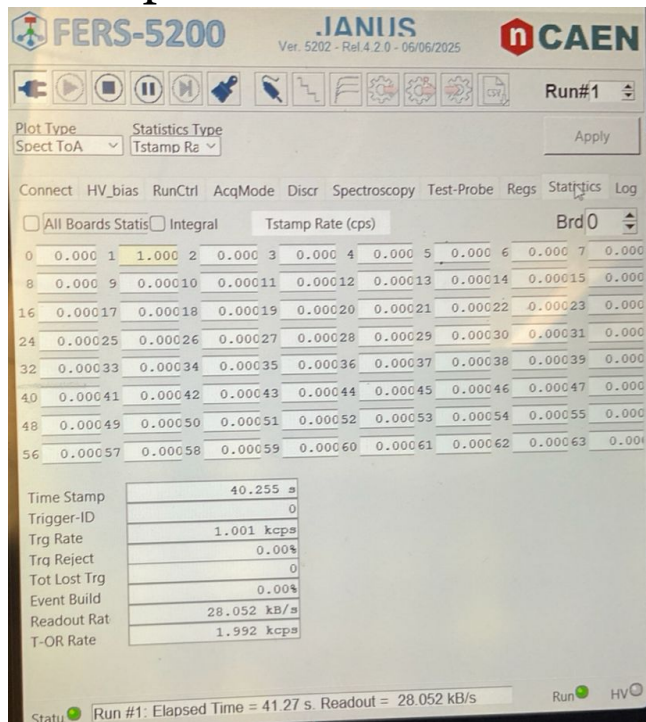 FERS-5200
JANUS
Ver. 5202 - Rel.4.2.0 - 06/06/2025
n CAEN
CSV
Run#1
Plot Type
Statistics Type
Spect ToA
Tstamp Ra
Apply
Connect HV_bias RunCtrl AcqMode Discr Spectroscopy Test-Probe Regs Statistics Log
All Boards Statis Integral Tstamp Rate (cps) Brd 0
0 0.000 1 1.000 2 0.000 3 0.000 4 0.000 5 0.000 6 0.000 7 0.000
8 0.000 9 0.000 10 0.000 11 0.000 12 0.000 13 0.000 14 0.000 15 0.000
16 0.000 17 0.000 18 0.000 19 0.000 20 0.000 21 0.000 22 0.000 23 0.000
24 0.000 25 0.000 26 0.000 27 0.000 28 0.000 29 0.000 30 0.000 31 0.000
32 0.000 33 0.000 34 0.000 35 0.000 36 0.000 37 0.000 38 0.000 39 0.000
40 0.000 41 0.000 42 0.000 43 0.000 44 0.000 45 0.000 46 0.000 47 0.000
48 0.000 49 0.000 50 0.000 51 0.000 52 0.000 53 0.000 54 0.000 55 0.000
56 0.000 57 0.000 58 0.000 59 0.000 60 0.000 61 0.000 62 0.000 63 0.00
Time Stamp 40.255 s
Trigger-ID 0
Trg Rate 1.001 kcps
Trg Reject 0.00%
Tot Lost Trg 0
Event Build 0.00%
Readout Rat 28.052 kB/s
T-OR Rate 1.992 kcps
Statu Run #1: Elapsed Time = 41.27 s. Readout = 28.052 kB/s Run HV